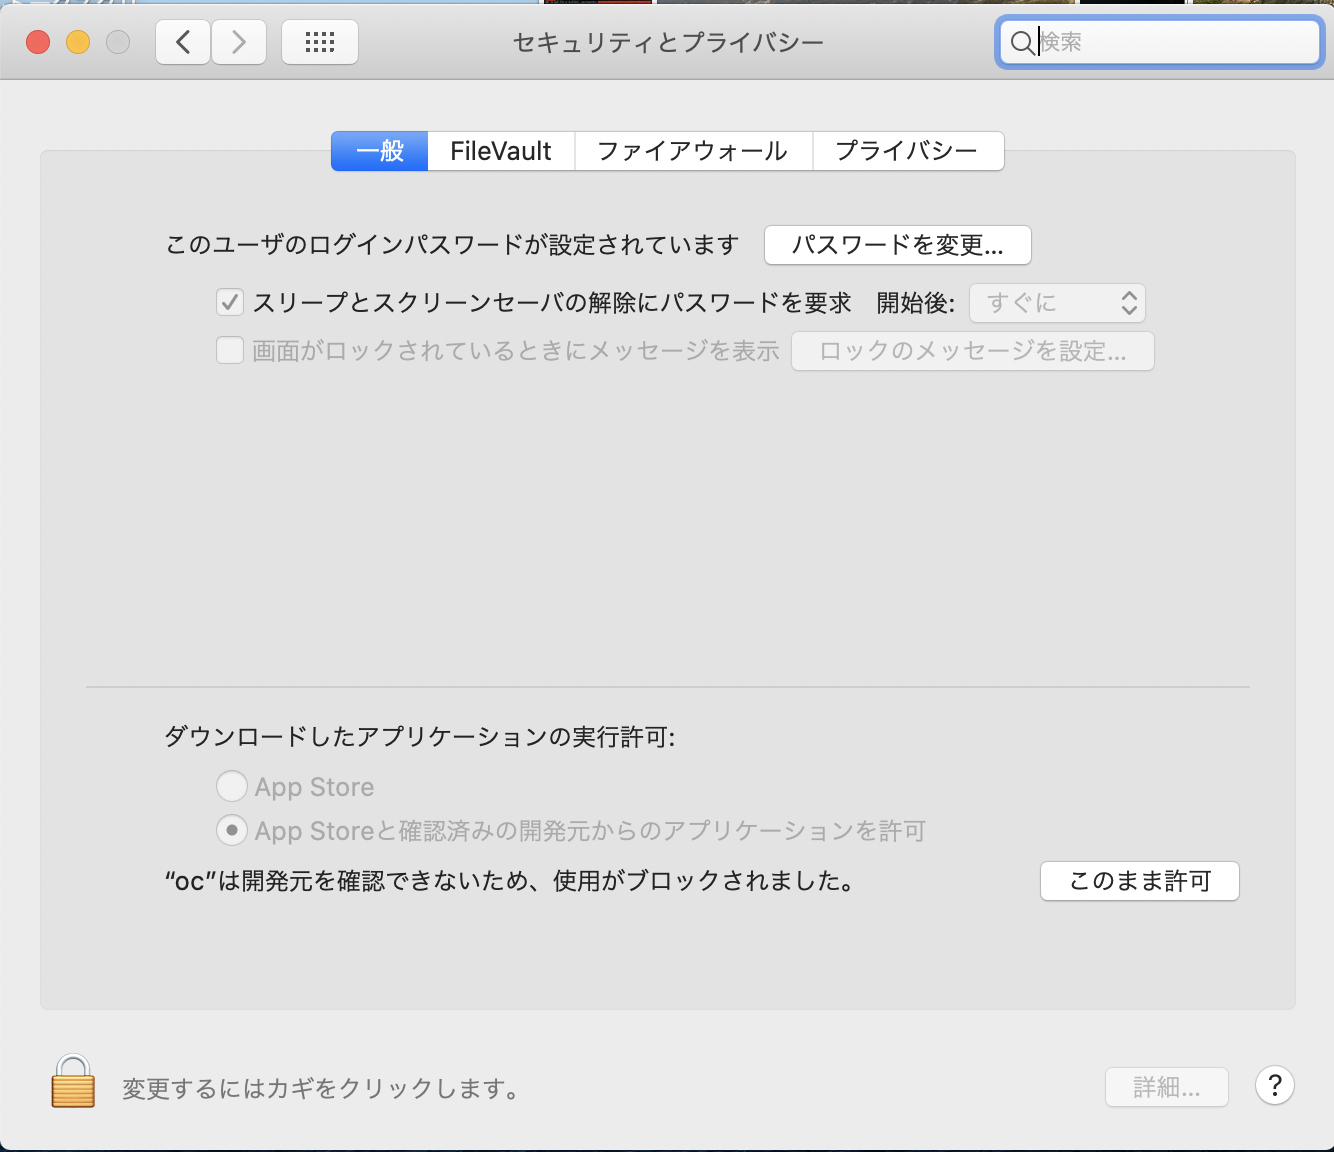 セキュリティとプライバシー
検索
一般
FileVault
ファイアウォール
プライバシー
このユーザのログインパスワードが設定されています
パスワードを変更...
スリープとスクリーンセーバの解除にパスワードを要求
開始後:
すぐに
画面がロックされているときにメッセージを表示
ロックのメッセージを設定...
ダウンロードしたアプリケーションの実行許可:
App Store
App Storeと確認済みの開発元からのアプリケーションを許可
“oc”は開発元を確認できないため、使用がブロックされました。
このまま許可
変更するにはカギをクリックします。
詳細...
?